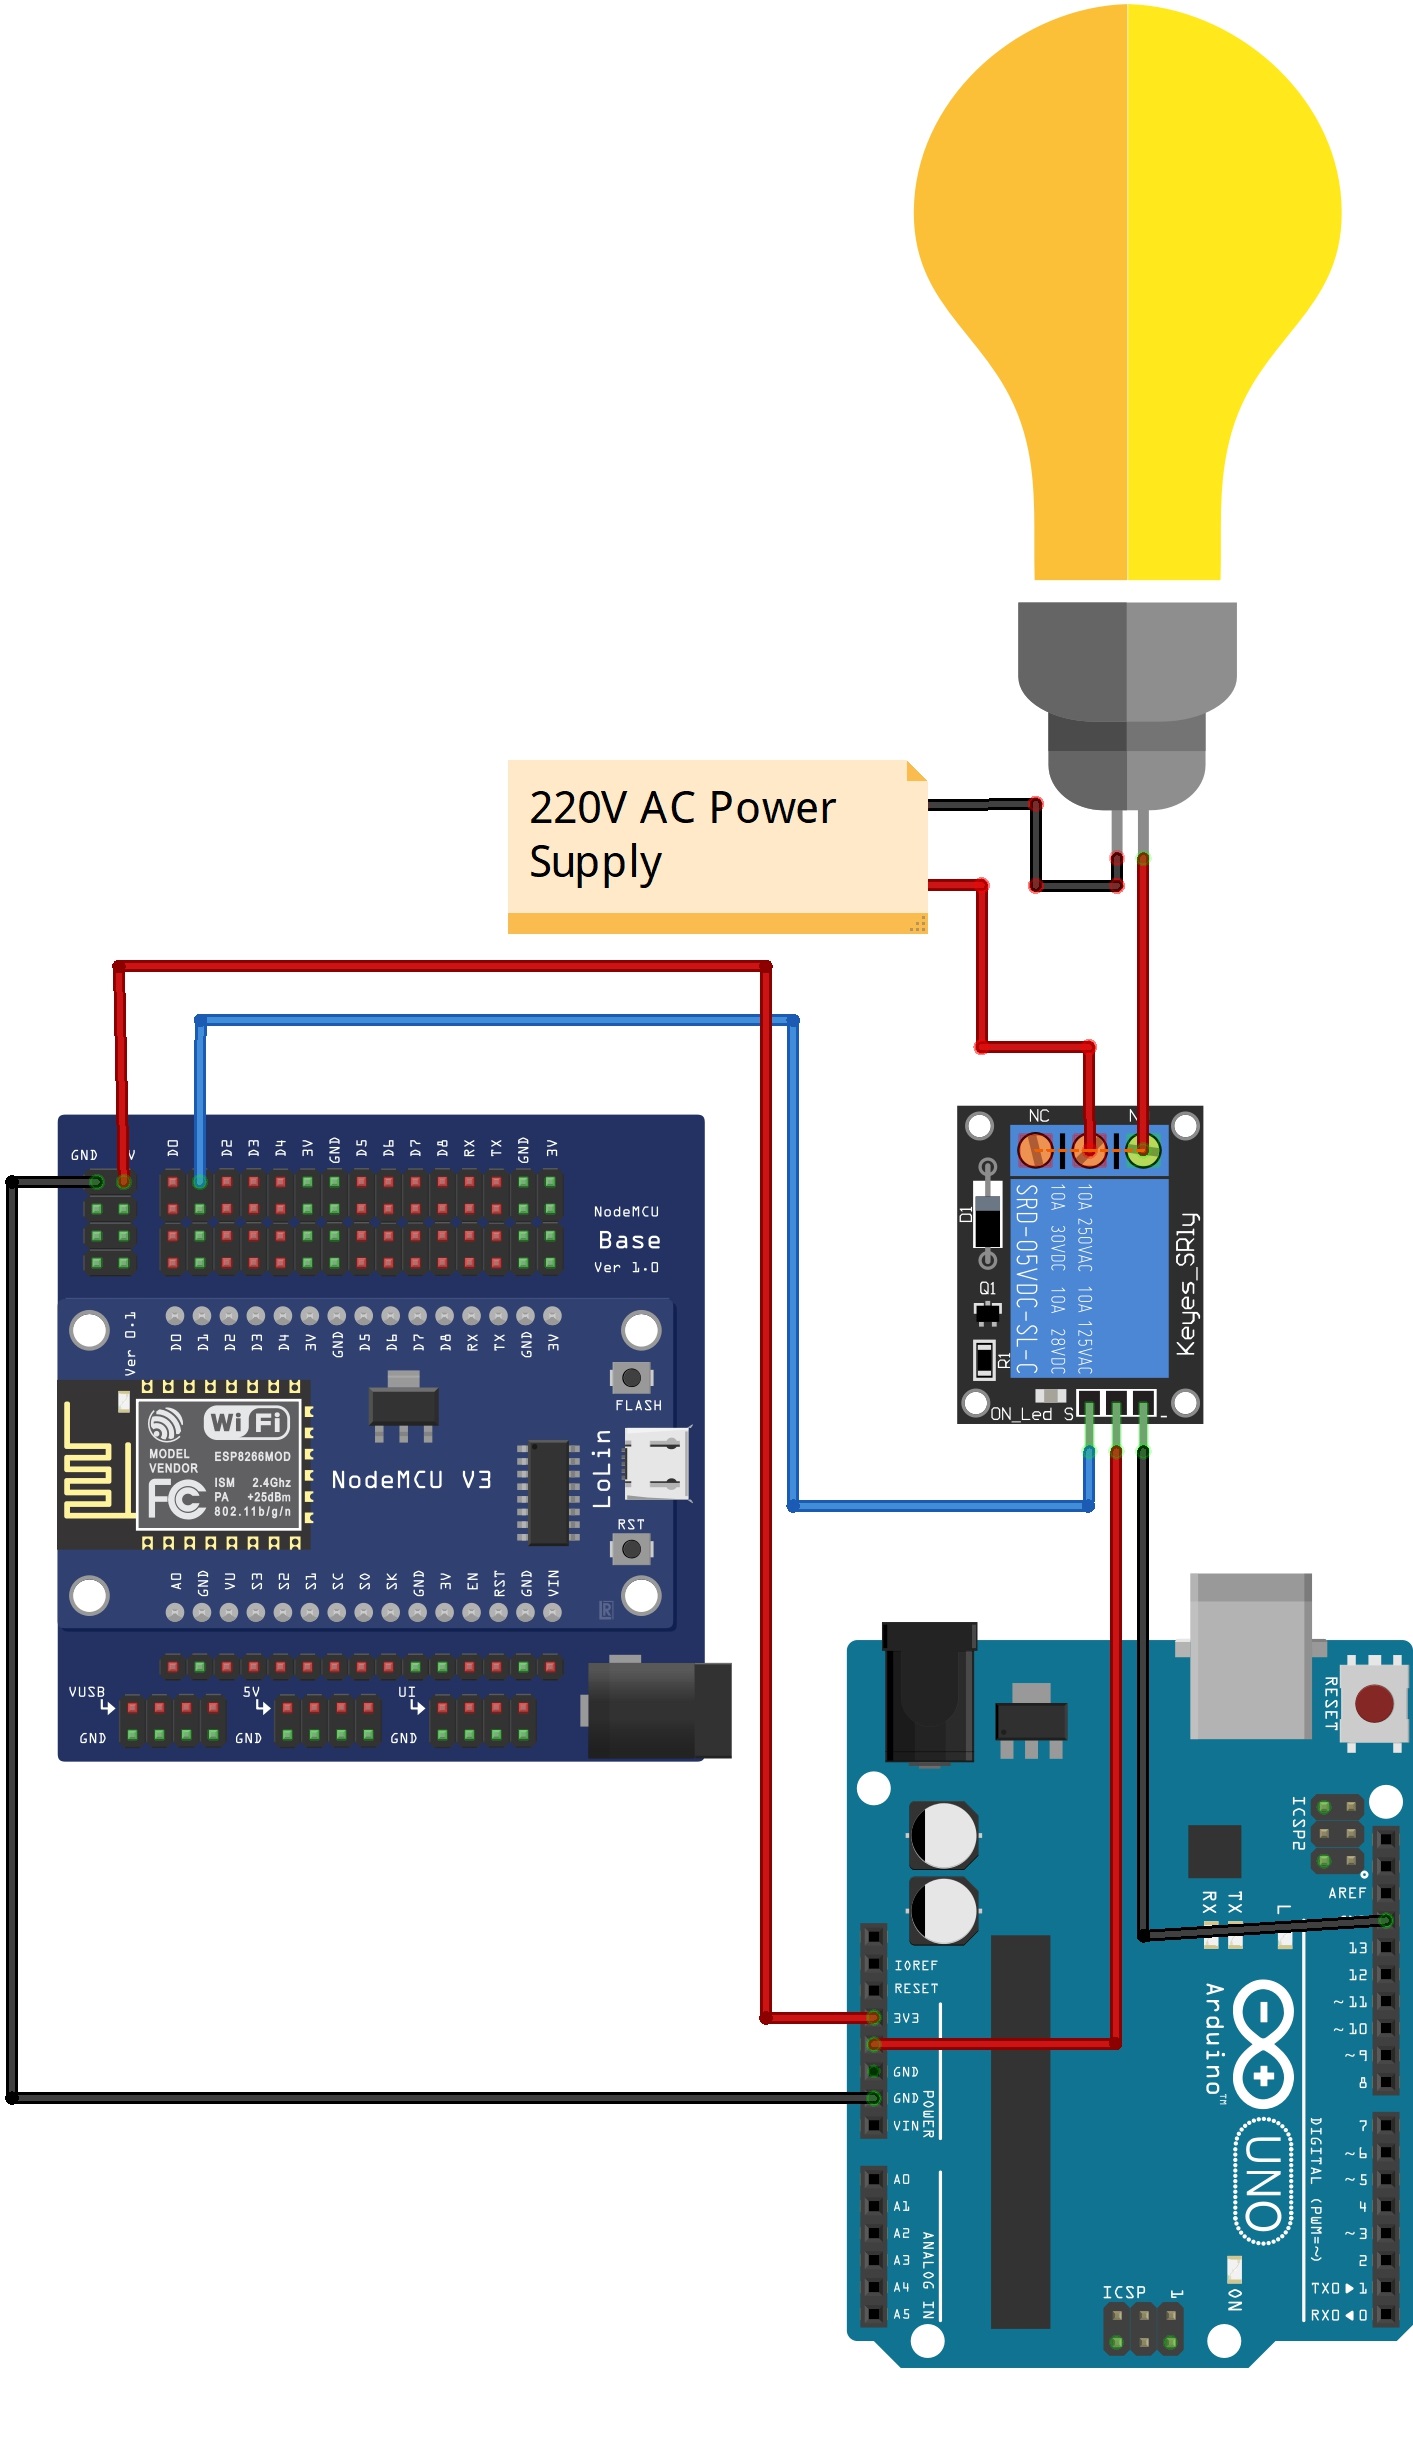 220V AC Power
Supply
GND
V
D0
D2
D3
D4
3V
GND
D5
D6
D7
D8
RX
TX
GND
3V
NodeMCU
Base
Ver 1.0
Ver 0.1
D0
D1
D2
D3
D4
3V
GND
D5
D6
D7
D8
RX
TX
GND
3V
FLASH
WiFi
MODEL
VENDOR
ESP8266MOD
FC
ISM 2.4Ghz
PA +25dBm
802.11b/g/n
NodeMCU V3
LoLin
RST
A0
GND
VU
S3
S2
S1
SC
S0
SK
GND
3V
EN
RST
GND
VIN
R
VUSB
GND
5V
GND
UI
GND
NC
N
D1
Q1
R1
SRD-05VDC-SL-C
10A 30VDC 10A 28VDC
10A 250VAC 10A 125VAC
Keyes_SRly
ON_Led S
-
RESET
ICSP2
AREF
RX
TX
L
13
12
~11
~10
~9
8
IOREF
RESET
3V3
GND
GND
VIN
POWER
Arduino™
UNO
7
~6
~5
4
~3
2
TX0▶1
RX0◀0
DIGITAL (PWM=~)
A0
A1
A2
A3
A4
A5
ANALOG IN
ICSP
1
ON